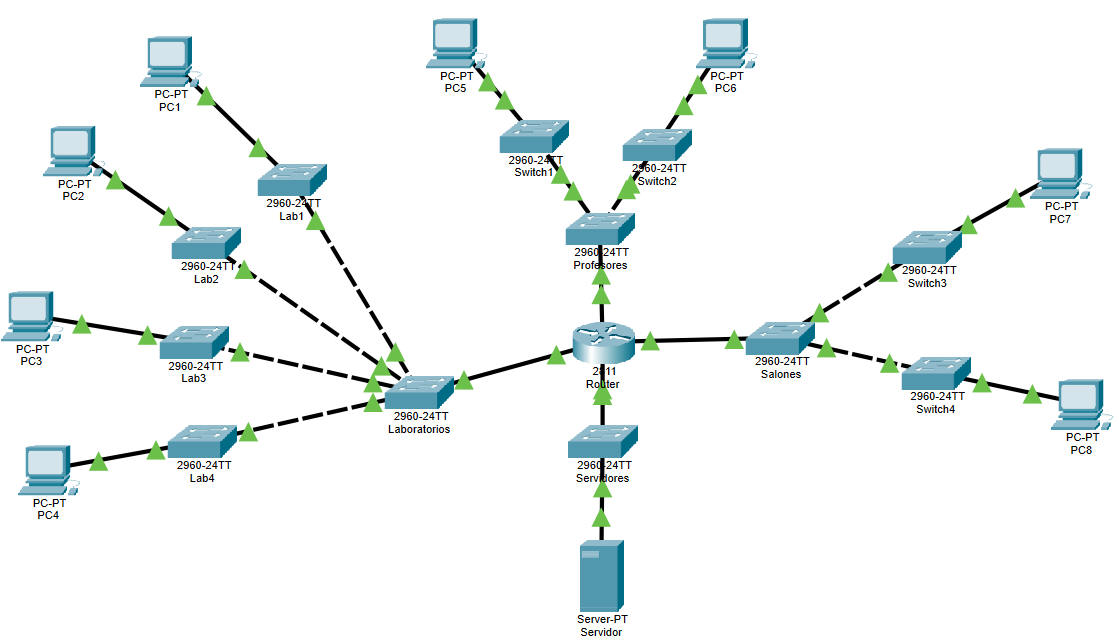 PC-PT
PC5
PC-PT
PC6
PC-PT
PC1
2960-24TT
Switch1
2960-24TT
Switch2
PC-PT
PC2
2960-24TT
Lab1
PC-PT
PC7
2960-24TT
Profesores
2960-24TT
Lab2
2960-24TT
Switch3
PC-PT
PC3
2960-24TT
Lab3
2811
Router
2960-24TT
Salones
2960-24TT
Laboratorios
2960-24TT
Switch4
PC-PT
PC8
2960-24TT
Lab4
2960-24TT
Servidores
PC-PT
PC4
Server-PT
Servidor